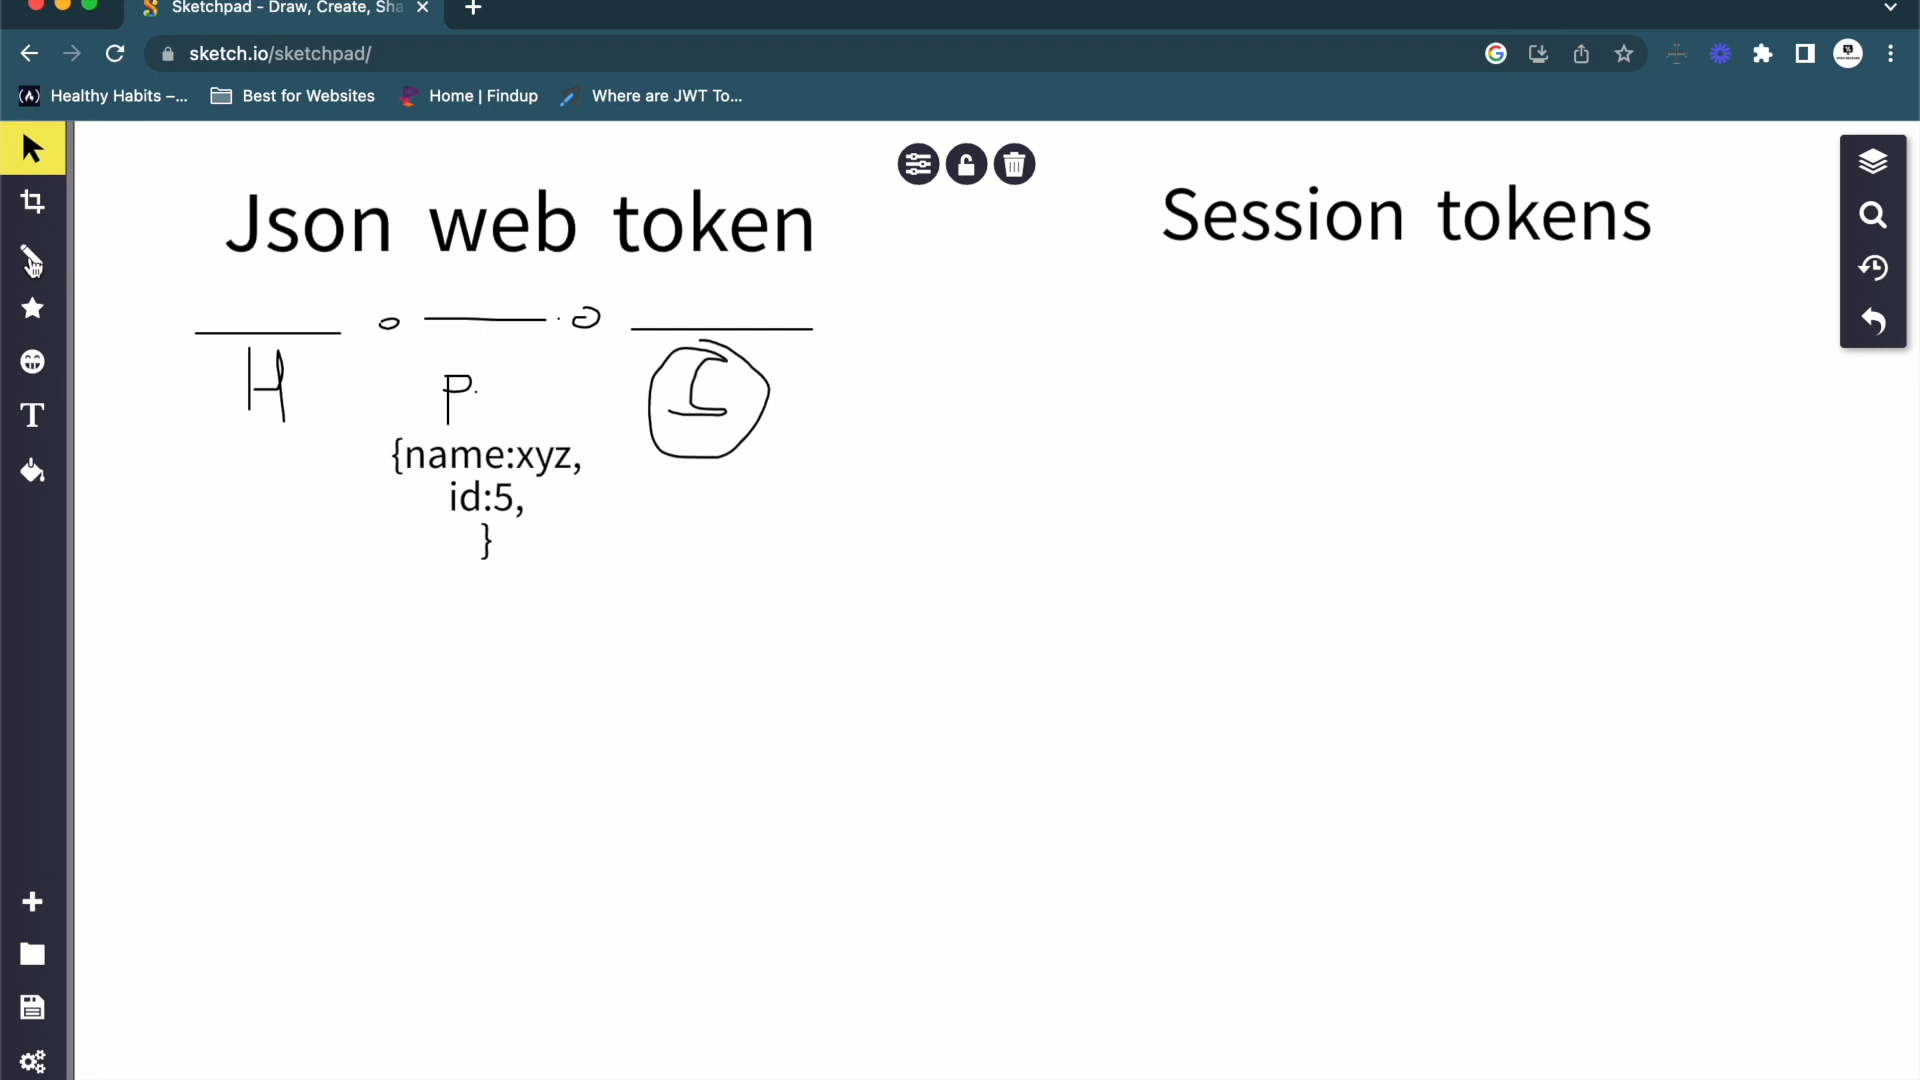 Sketchpad - Draw, Create, Sha
sketch.io/sketchpad/
Healthy Habits –...
Best for Websites
Home | Findup
Where are JWT To...
Json web token
Session tokens
H
P
{name:xyz,
id:5,
}
T